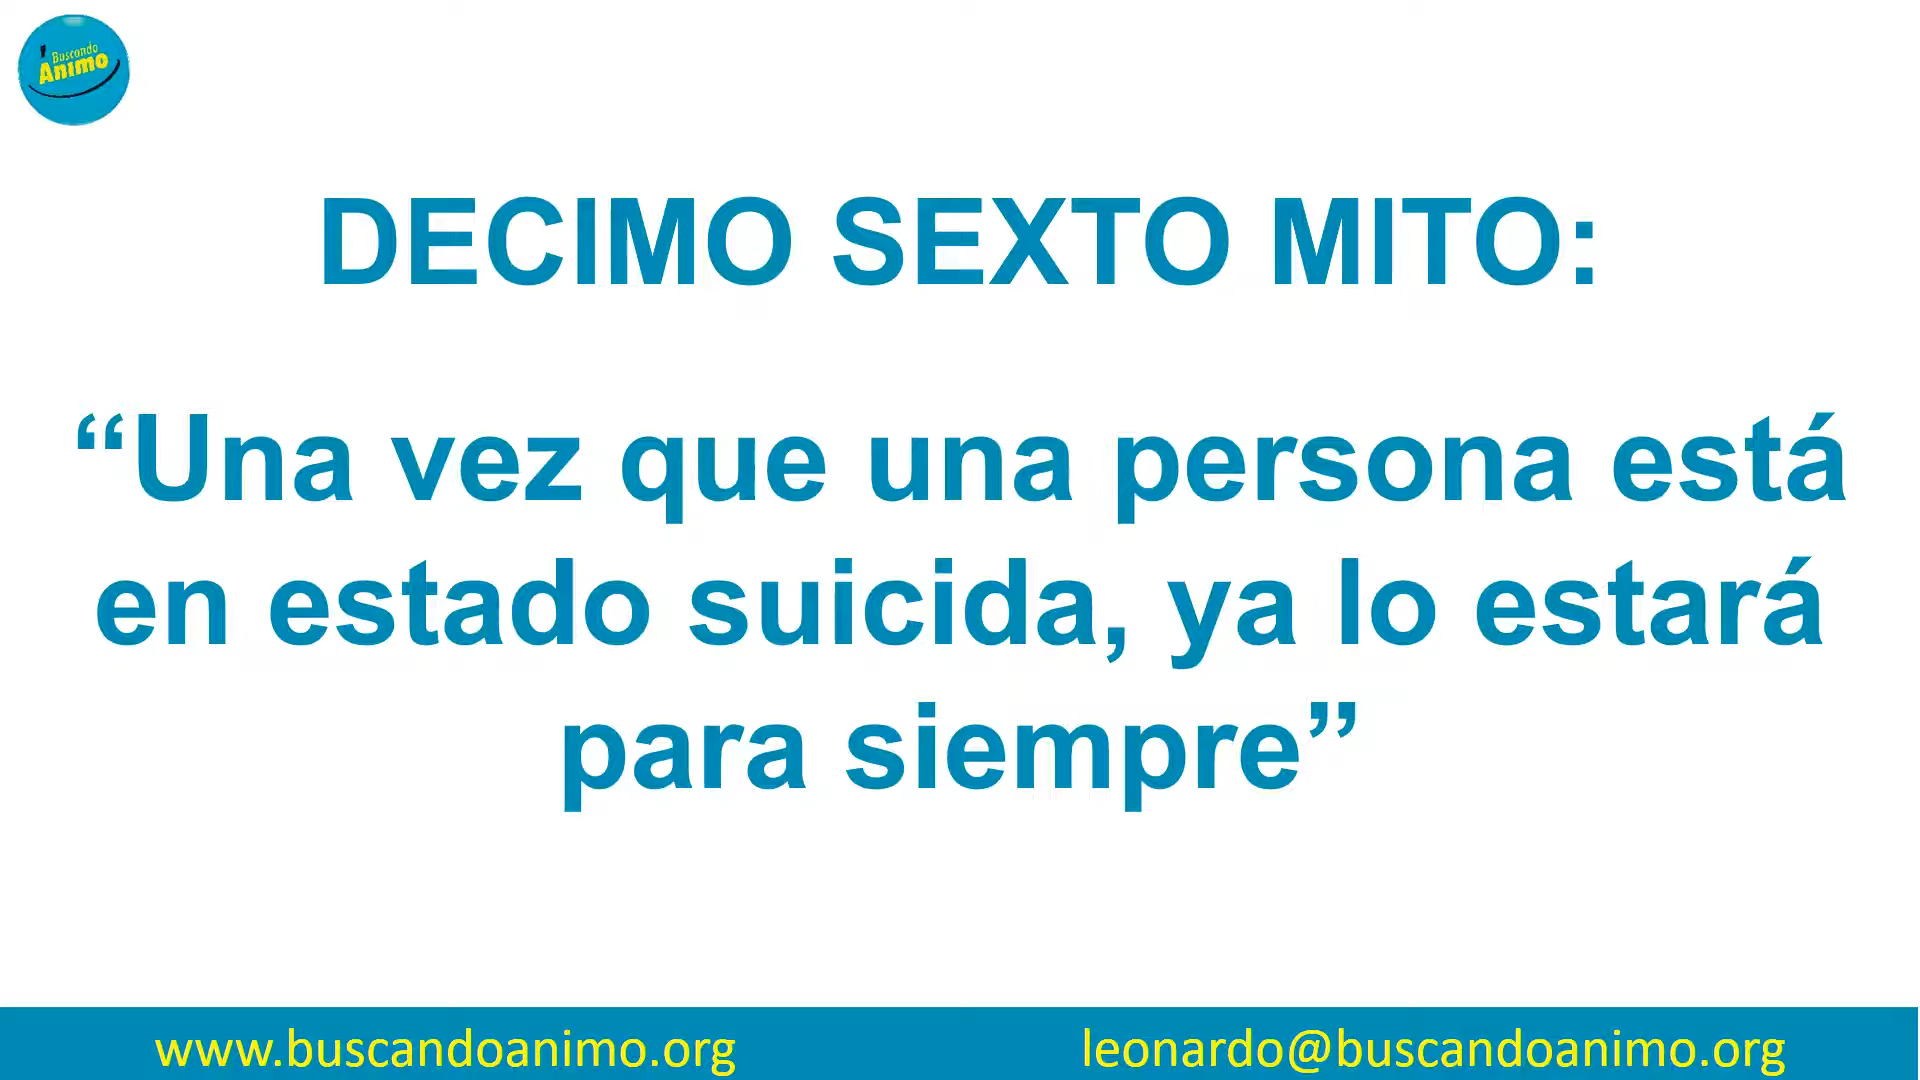 Buscando
Animo
DECIMO SEXTO MITO:
“Una vez que una persona está
en estado suicida, ya lo estará
para siempre”
www.buscandoanimo.org
leonardo@buscandoanimo.org